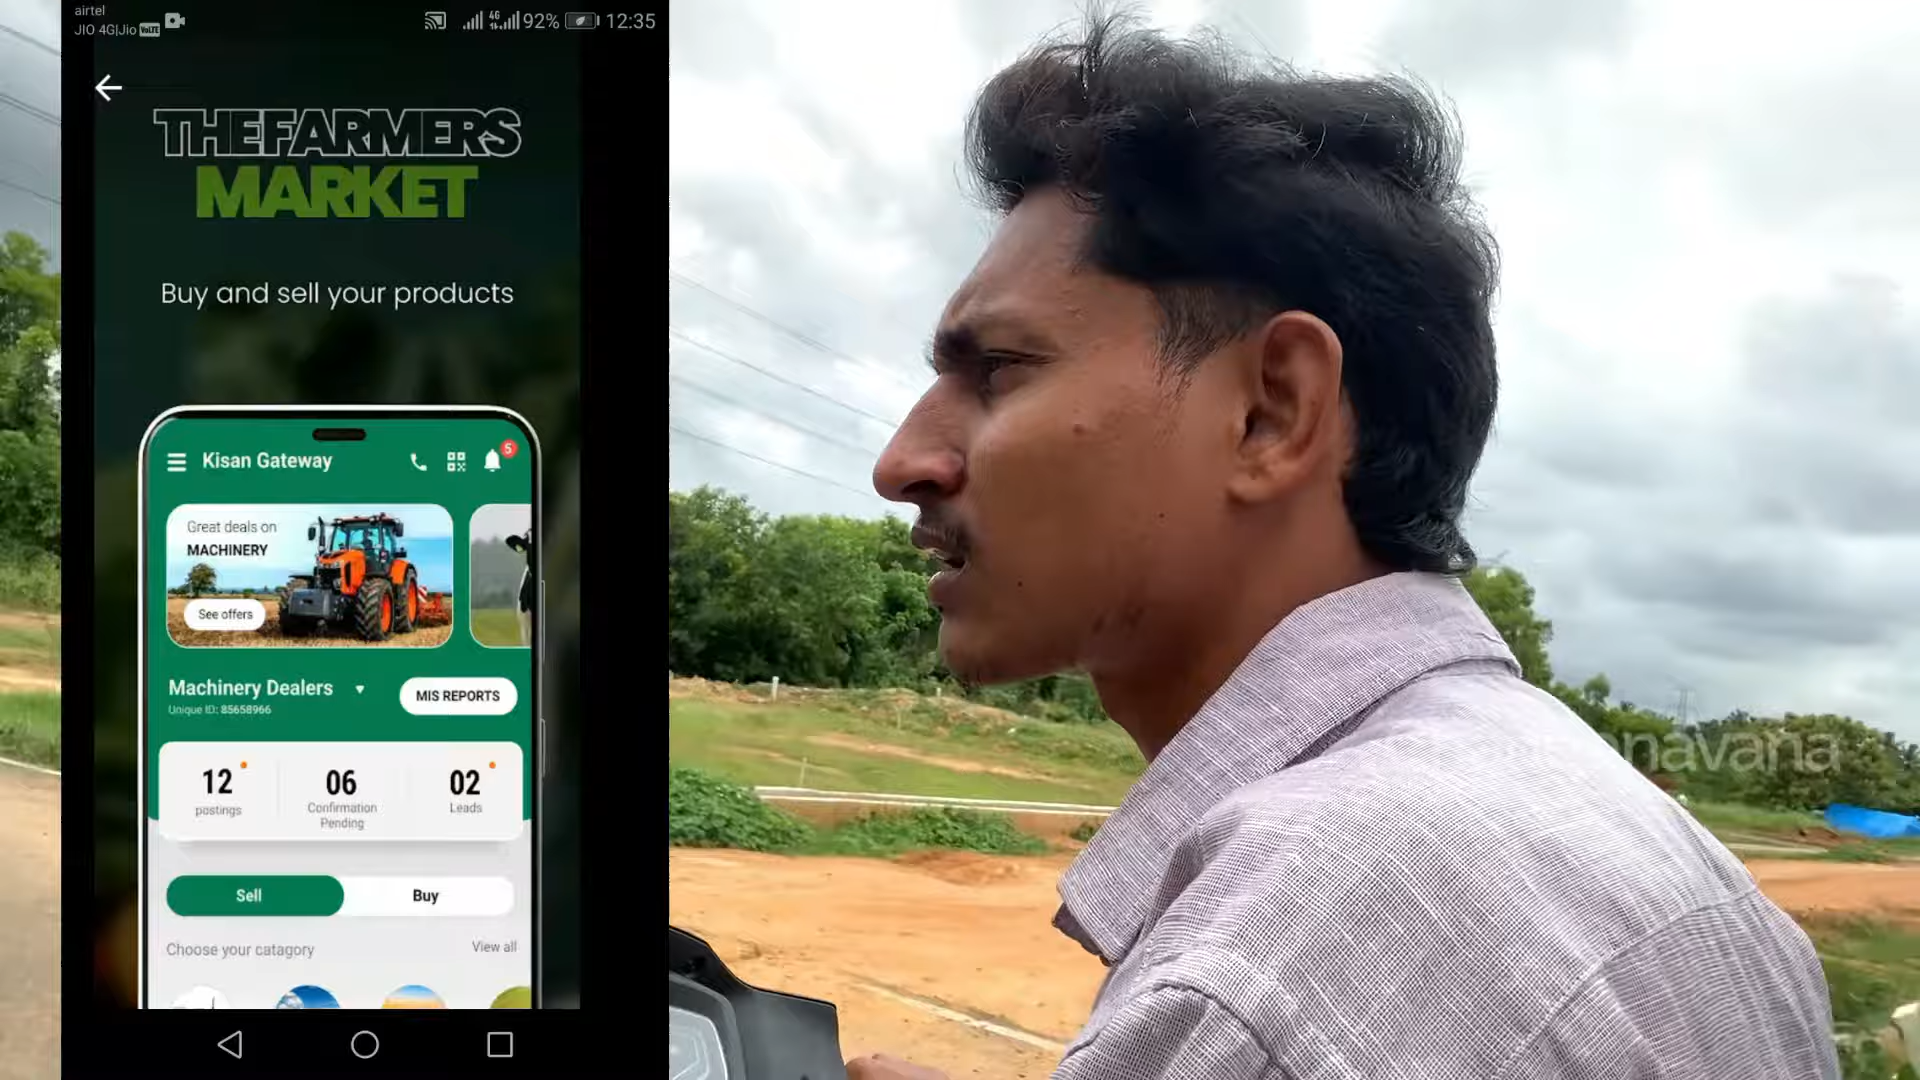 airtel
JIO 4G|Jio VoLTE
4G
92%
12:35
THEFARMERS
MARKET
Buy and sell your products
Kisan Gateway
5
Great deals on
MACHINERY
See offers
Machinery Dealers
Unique ID: 85658966
MIS REPORTS
12
postings
06
Confirmation
Pending
02
Leads
Sell
Buy
Choose your catagory
View all